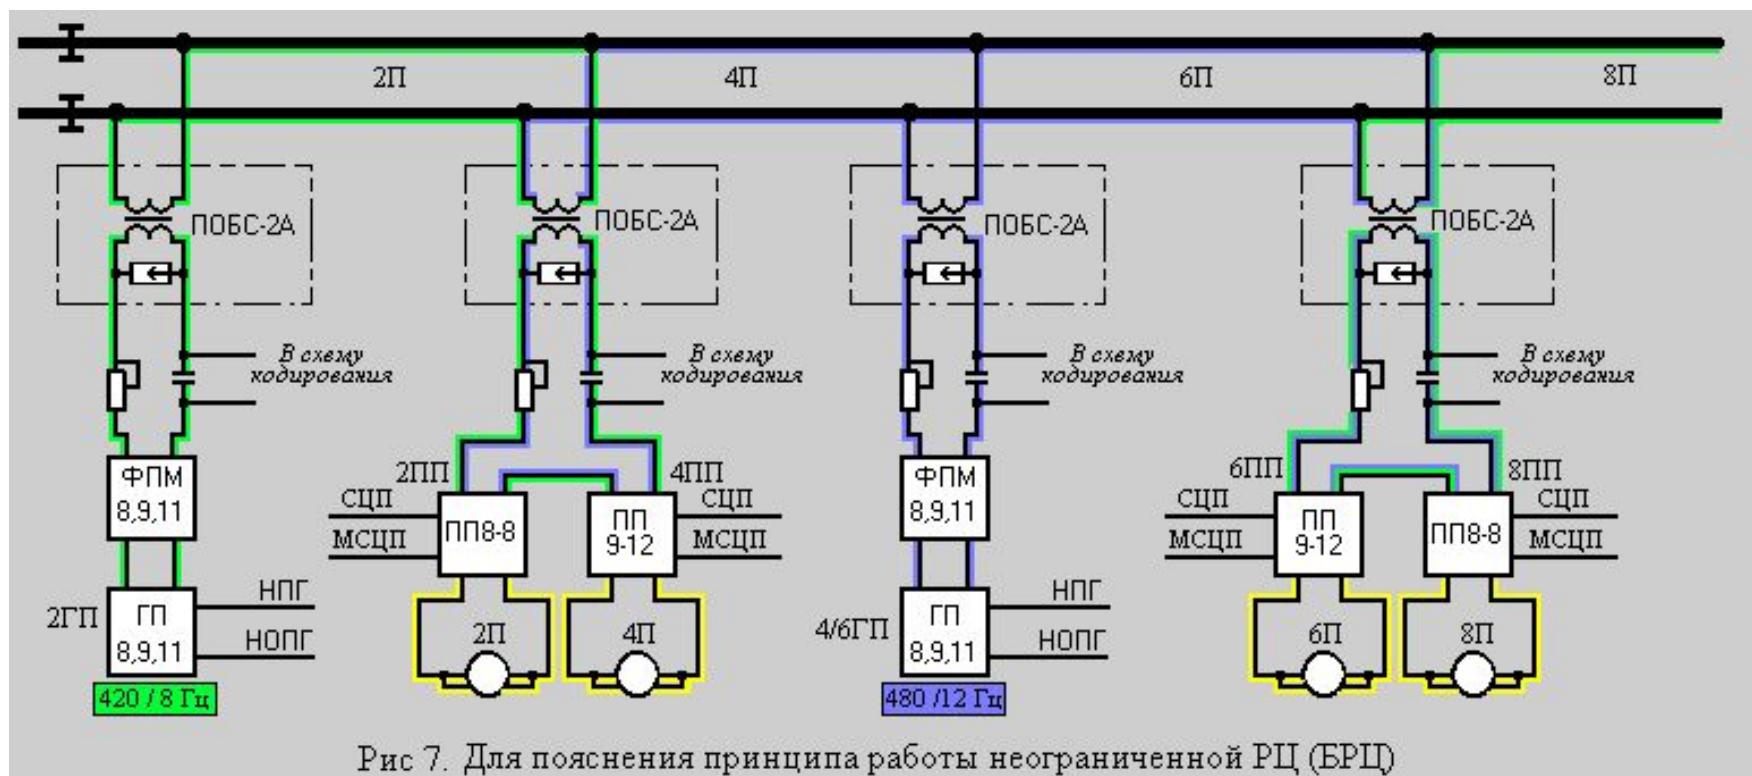 2П 4П 6П 8П
ПОБС-2А ПОБС-2А ПОБС-2А ПОБС-2А
В схему В схему В схему В схему
кодирования кодирования кодирования кодирования
2ПП 4ПП 6ПП 8ПП
ФПМ ФПМ
8,9,11 8,9,11
СЦП СЦП СЦП СЦП
ПП8-8 ПП ПП ПП8-8
9-12 9-12
МСЦП МСЦП МСЦП МСЦП
2ГП ГП НПГ 4/6ГП ГП НПГ
8,9,11 НОПГ 8,9,11 НОПГ
2П 4П 6П 8П
420 / 8 Гц 480 /12 Гц
Рис 7. Для пояснения принципа работы неограниченной РЦ (БРЦ)